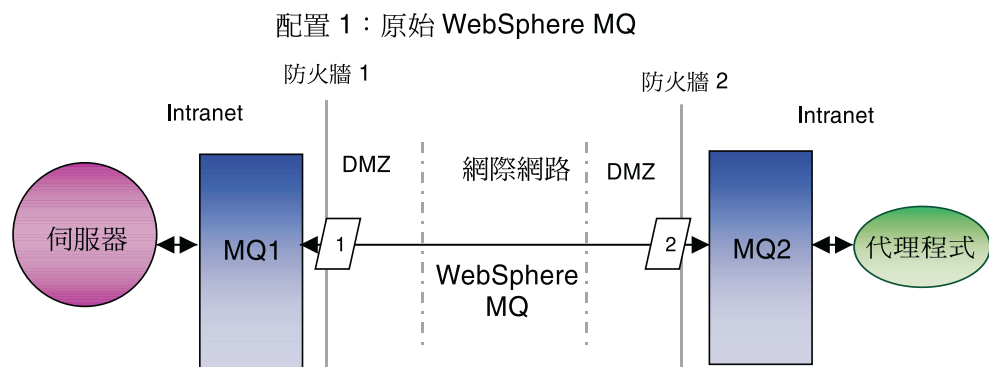 配置 1：原始 WebSphere MQ
防火牆 1
防火牆 2
Intranet
Intranet
DMZ
網際網路
DMZ
伺服器
MQ1
1
2
MQ2
代理程式
WebSphere
MQ